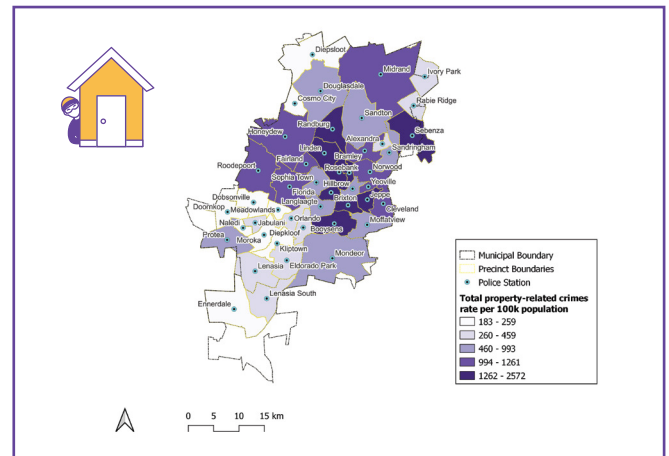 Diepsloot
Midrand
Ivory Park
Douglasdale
Cosmo City
Rabie Ridge
Sandton
Randburg
Honeydew
Sebenza
Alexandra
Linden
Bramley
Sandringham
Fairland
Rosebank
Roodepoort
Norwood
Sophia Town
Hillbrow
Yeoville
Florida
Dobsonville
Brixton
Jeppe
Doornkop
Meadowlands
Langlaagte
Cleveland
Naledi
Jabulani
Orlando
Moffatview
Diepkloof
Booysens
Protea
Moroka
Kliptown
Mondeor
Lenasia
Eldorado Park
Ennerdale
Lenasia South
Municipal Boundary
Precinct Boundaries
Police Station
Total property-related crimes
rate per 100k population
183 - 259
260 - 459
460 - 993
994 - 1261
1262 - 2572
0 5 10 15 km